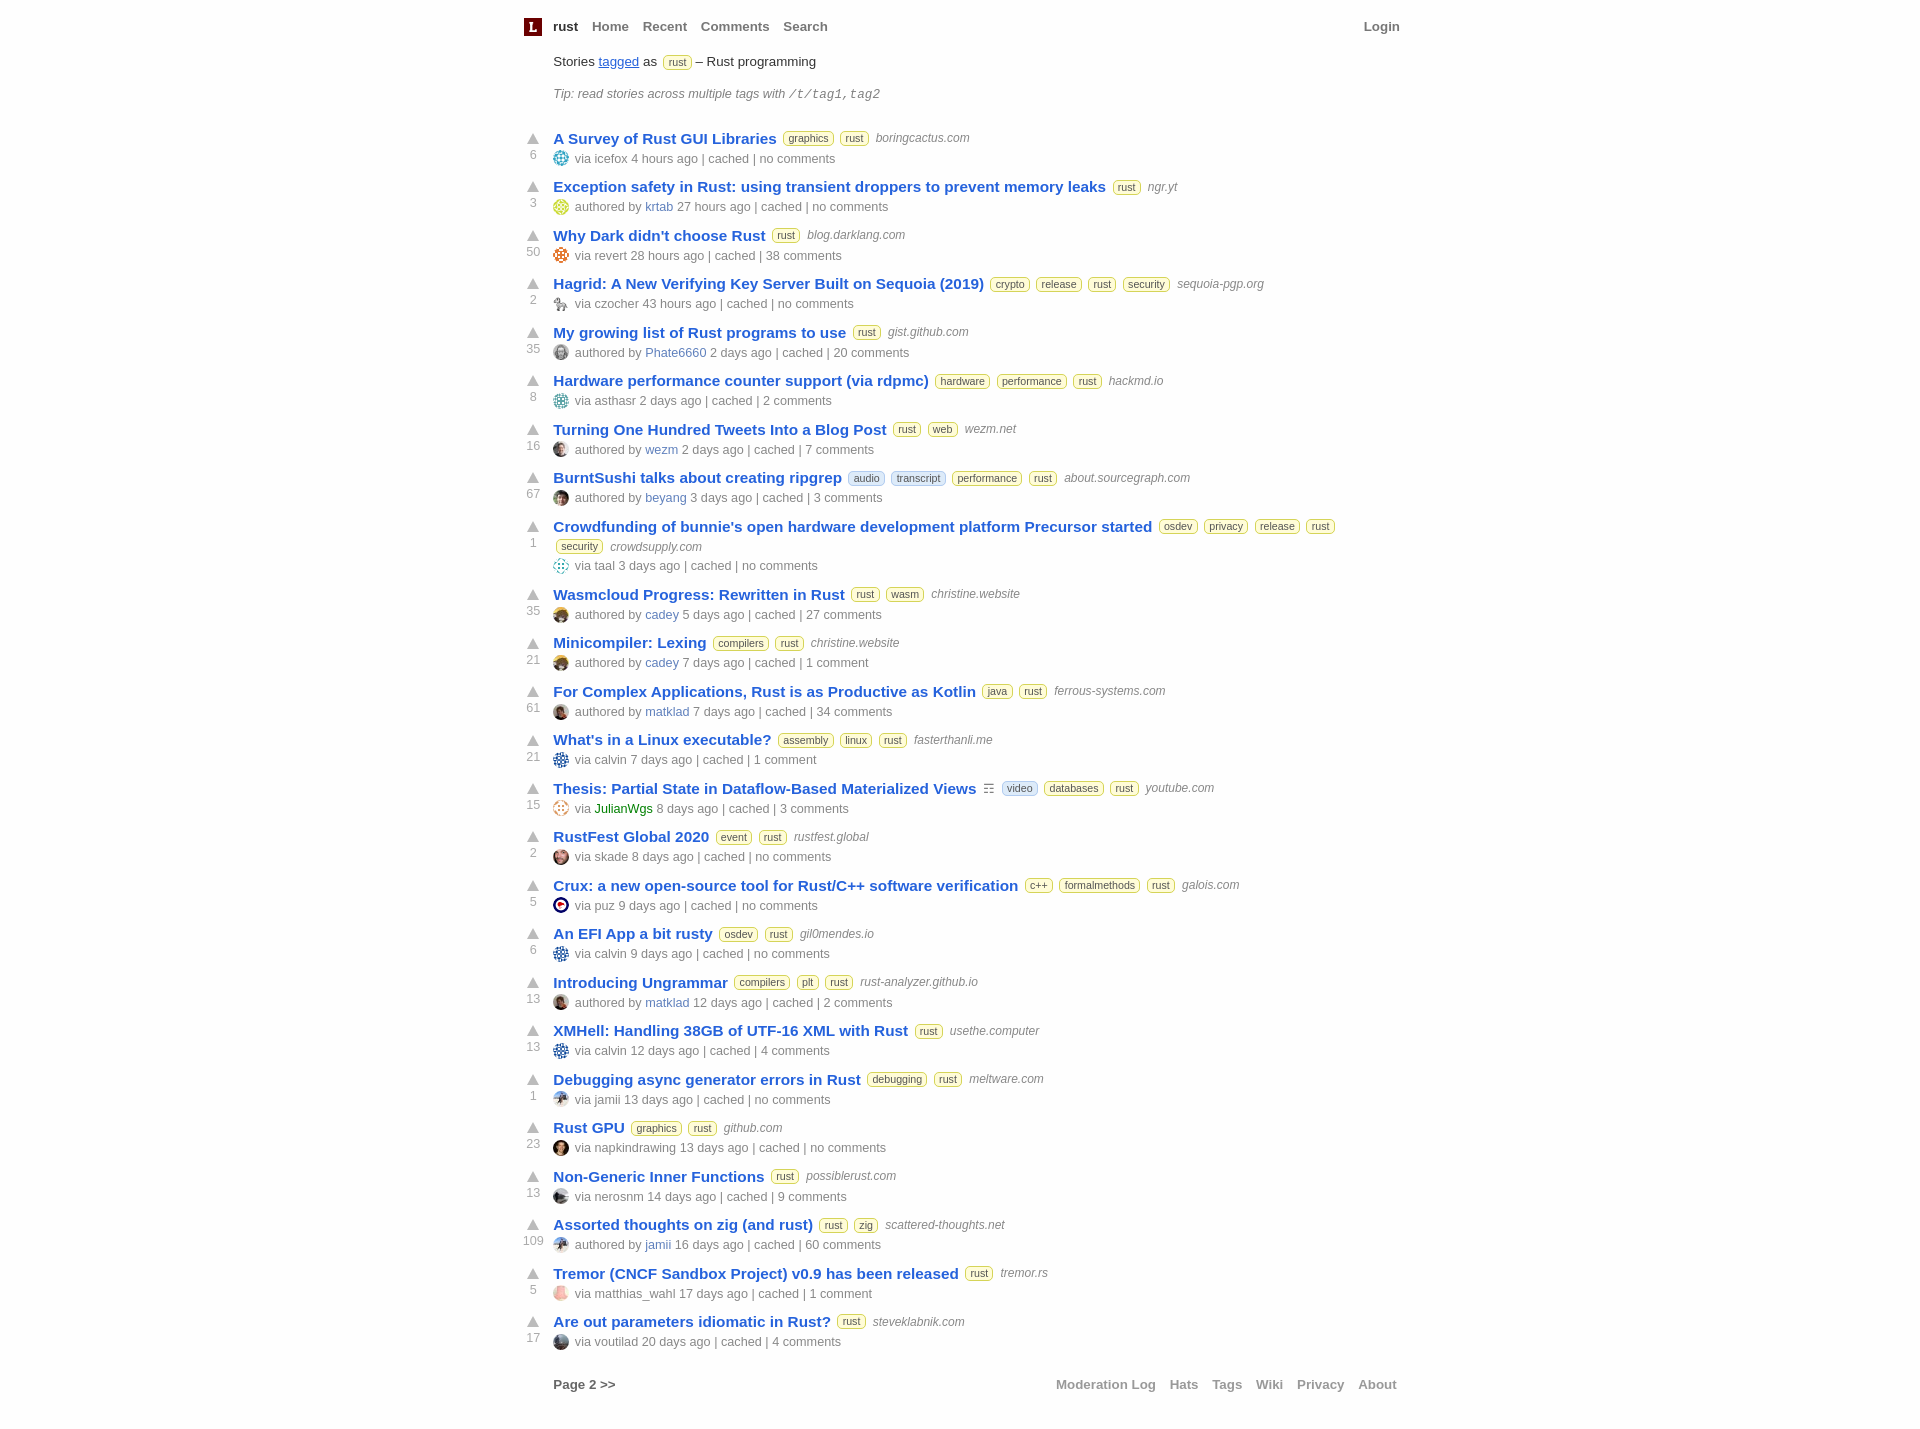 L rust Home Recent Comments Search Login
Stories tagged as rust – Rust programming
Tip: read stories across multiple tags with /t/tag1,tag2
A Survey of Rust GUI Libraries graphics rust boringcactus.com
6 via icefox 4 hours ago | cached | no comments
Exception safety in Rust: using transient droppers to prevent memory leaks rust ngr.yt
3 authored by krtab 27 hours ago | cached | no comments
Why Dark didn't choose Rust rust blog.darklang.com
50 via revert 28 hours ago | cached | 38 comments
Hagrid: A New Verifying Key Server Built on Sequoia (2019) crypto release rust security sequoia-pgp.org
2 via czocher 43 hours ago | cached | no comments
My growing list of Rust programs to use rust gist.github.com
35 authored by Phate6660 2 days ago | cached | 20 comments
Hardware performance counter support (via rdpmc) hardware performance rust hackmd.io
8 via asthasr 2 days ago | cached | 2 comments
Turning One Hundred Tweets Into a Blog Post rust web wezm.net
16 authored by wezm 2 days ago | cached | 7 comments
BurntSushi talks about creating ripgrep audio transcript performance rust about.sourcegraph.com
67 authored by beyang 3 days ago | cached | 3 comments
Crowdfunding of bunnie's open hardware development platform Precursor started osdev privacy release rust
1 security crowdsupply.com
via taal 3 days ago | cached | no comments
Wasmcloud Progress: Rewritten in Rust rust wasm christine.website
35 authored by cadey 5 days ago | cached | 27 comments
Minicompiler: Lexing compilers rust christine.website
21 authored by cadey 7 days ago | cached | 1 comment
For Complex Applications, Rust is as Productive as Kotlin java rust ferrous-systems.com
61 authored by matklad 7 days ago | cached | 34 comments
What's in a Linux executable? assembly linux rust fasterthanli.me
21 via calvin 7 days ago | cached | 1 comment
Thesis: Partial State in Dataflow-Based Materialized Views ☶ video databases rust youtube.com
15 via JulianWgs 8 days ago | cached | 3 comments
RustFest Global 2020 event rust rustfest.global
2 via skade 8 days ago | cached | no comments
Crux: a new open-source tool for Rust/C++ software verification c++ formalmethods rust galois.com
5 via puz 9 days ago | cached | no comments
An EFI App a bit rusty osdev rust gil0mendes.io
6 via calvin 9 days ago | cached | no comments
Introducing Ungrammar compilers plt rust rust-analyzer.github.io
13 authored by matklad 12 days ago | cached | 2 comments
XMHell: Handling 38GB of UTF-16 XML with Rust rust usethe.computer
13 via calvin 12 days ago | cached | 4 comments
Debugging async generator errors in Rust debugging rust meltware.com
1 via jamii 13 days ago | cached | no comments
Rust GPU graphics rust github.com
23 via napkindrawing 13 days ago | cached | no comments
Non-Generic Inner Functions rust possiblerust.com
13 via nerosnm 14 days ago | cached | 9 comments
Assorted thoughts on zig (and rust) rust zig scattered-thoughts.net
109 authored by jamii 16 days ago | cached | 60 comments
Tremor (CNCF Sandbox Project) v0.9 has been released rust tremor.rs
5 via matthias_wahl 17 days ago | cached | 1 comment
Are out parameters idiomatic in Rust? rust steveklabnik.com
17 via voutilad 20 days ago | cached | 4 comments
Page 2 >> Moderation Log Hats Tags Wiki Privacy About